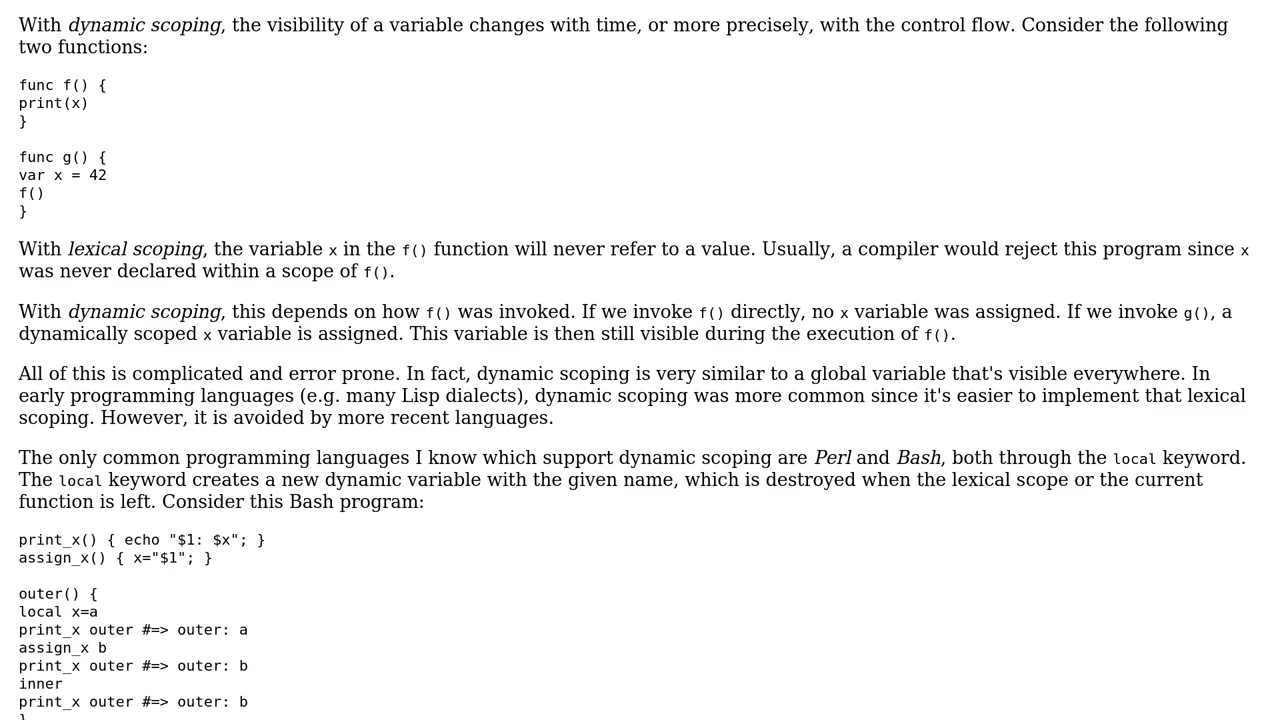 With dynamic scoping, the visibility of a variable changes with time, or more precisely, with the control flow. Consider the following
two functions:
func f() {
print(x)
}
func g() {
var x = 42
f()
}
With lexical scoping, the variable x in the f() function will never refer to a value. Usually, a compiler would reject this program since x
was never declared within a scope of f().
With dynamic scoping, this depends on how f() was invoked. If we invoke f() directly, no x variable was assigned. If we invoke g(), a
dynamically scoped x variable is assigned. This variable is then still visible during the execution of f().
All of this is complicated and error prone. In fact, dynamic scoping is very similar to a global variable that's visible everywhere. In
early programming languages (e.g. many Lisp dialects), dynamic scoping was more common since it's easier to implement that lexical
scoping. However, it is avoided by more recent languages.
The only common programming languages I know which support dynamic scoping are Perl and Bash, both through the local keyword.
The local keyword creates a new dynamic variable with the given name, which is destroyed when the lexical scope or the current
function is left. Consider this Bash program:
print_x() { echo "$1: $x"; }
assign_x() { x="$1"; }
outer() {
local x=a
print_x outer #=> outer: a
assign_x b
print_x outer #=> outer: b
inner
print_x outer #=> outer: b
}